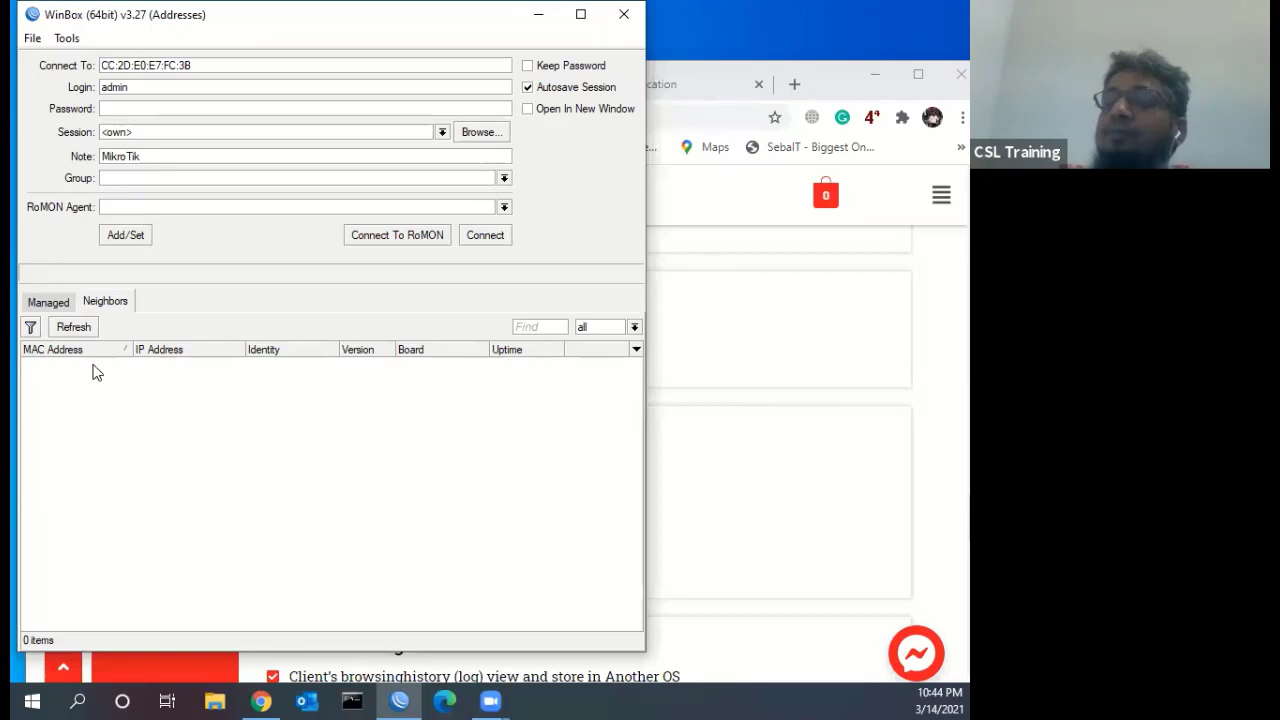 WinBox (64bit) v3.27 (Addresses)
File Tools
Connect To: CC:2D:E0:E7:FC:3B
Keep Password
Login: admin
Autosave Session
Password:
Open In New Window
Session: <own>
Browse...
Note: MikroTik
Group:
RoMON Agent:
Add/Set
Connect To RoMON
Connect
Managed
Neighbors
Refresh
Find
all
MAC Address
IP Address
Identity
Version
Board
Uptime
0 items
cation
4⁴
e...
Maps
SebaIT - Biggest On...
»
0
Client's browsinghistory (log) view and store in Another OS
CSL Training
10:44 PM
3/14/2021